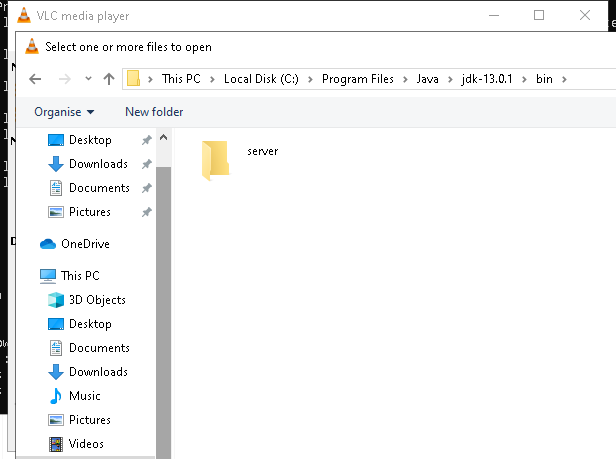 VLC media player
Select one or more files to open
This PC > Local Disk (C:) > Program Files > Java > jdk-13.0.1 > bin >
Organise New folder
Desktop
server
Downloads
Documents
Pictures
OneDrive
This PC
3D Objects
Desktop
Documents
Downloads
Music
Pictures
Videos